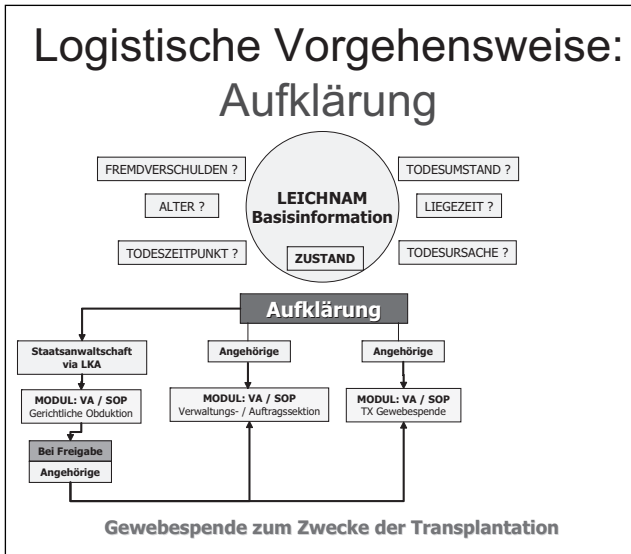 Logistische Vorgehensweise:
Aufklärung
FREMDVERSCHULDEN ?
TODESUMSTAND ?
LEICHNAM
Basisinformation
ALTER ?
LIEGEZEIT ?
TODESZEITPUNKT ?
ZUSTAND
TODESURSACHE ?
Aufklärung
Staatsanwaltschaft
via LKA
Angehörige
Angehörige
MODUL: VA / SOP
Gerichtliche Obduktion
MODUL: VA / SOP
Verwaltungs- / Auftragssektion
MODUL: VA / SOP
TX Gewebespende
Bei Freigabe
Angehörige
Gewebespende zum Zwecke der Transplantation